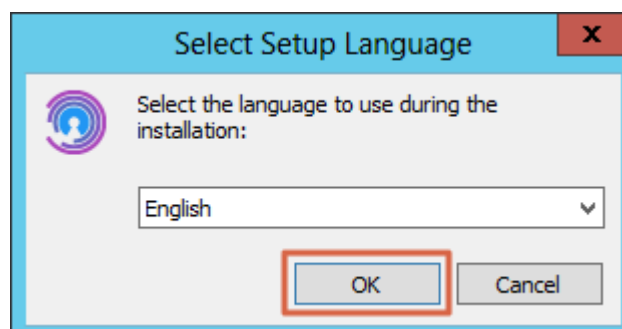 Select Setup Language
x
Select the language to use during the
installation:
English
OK
Cancel